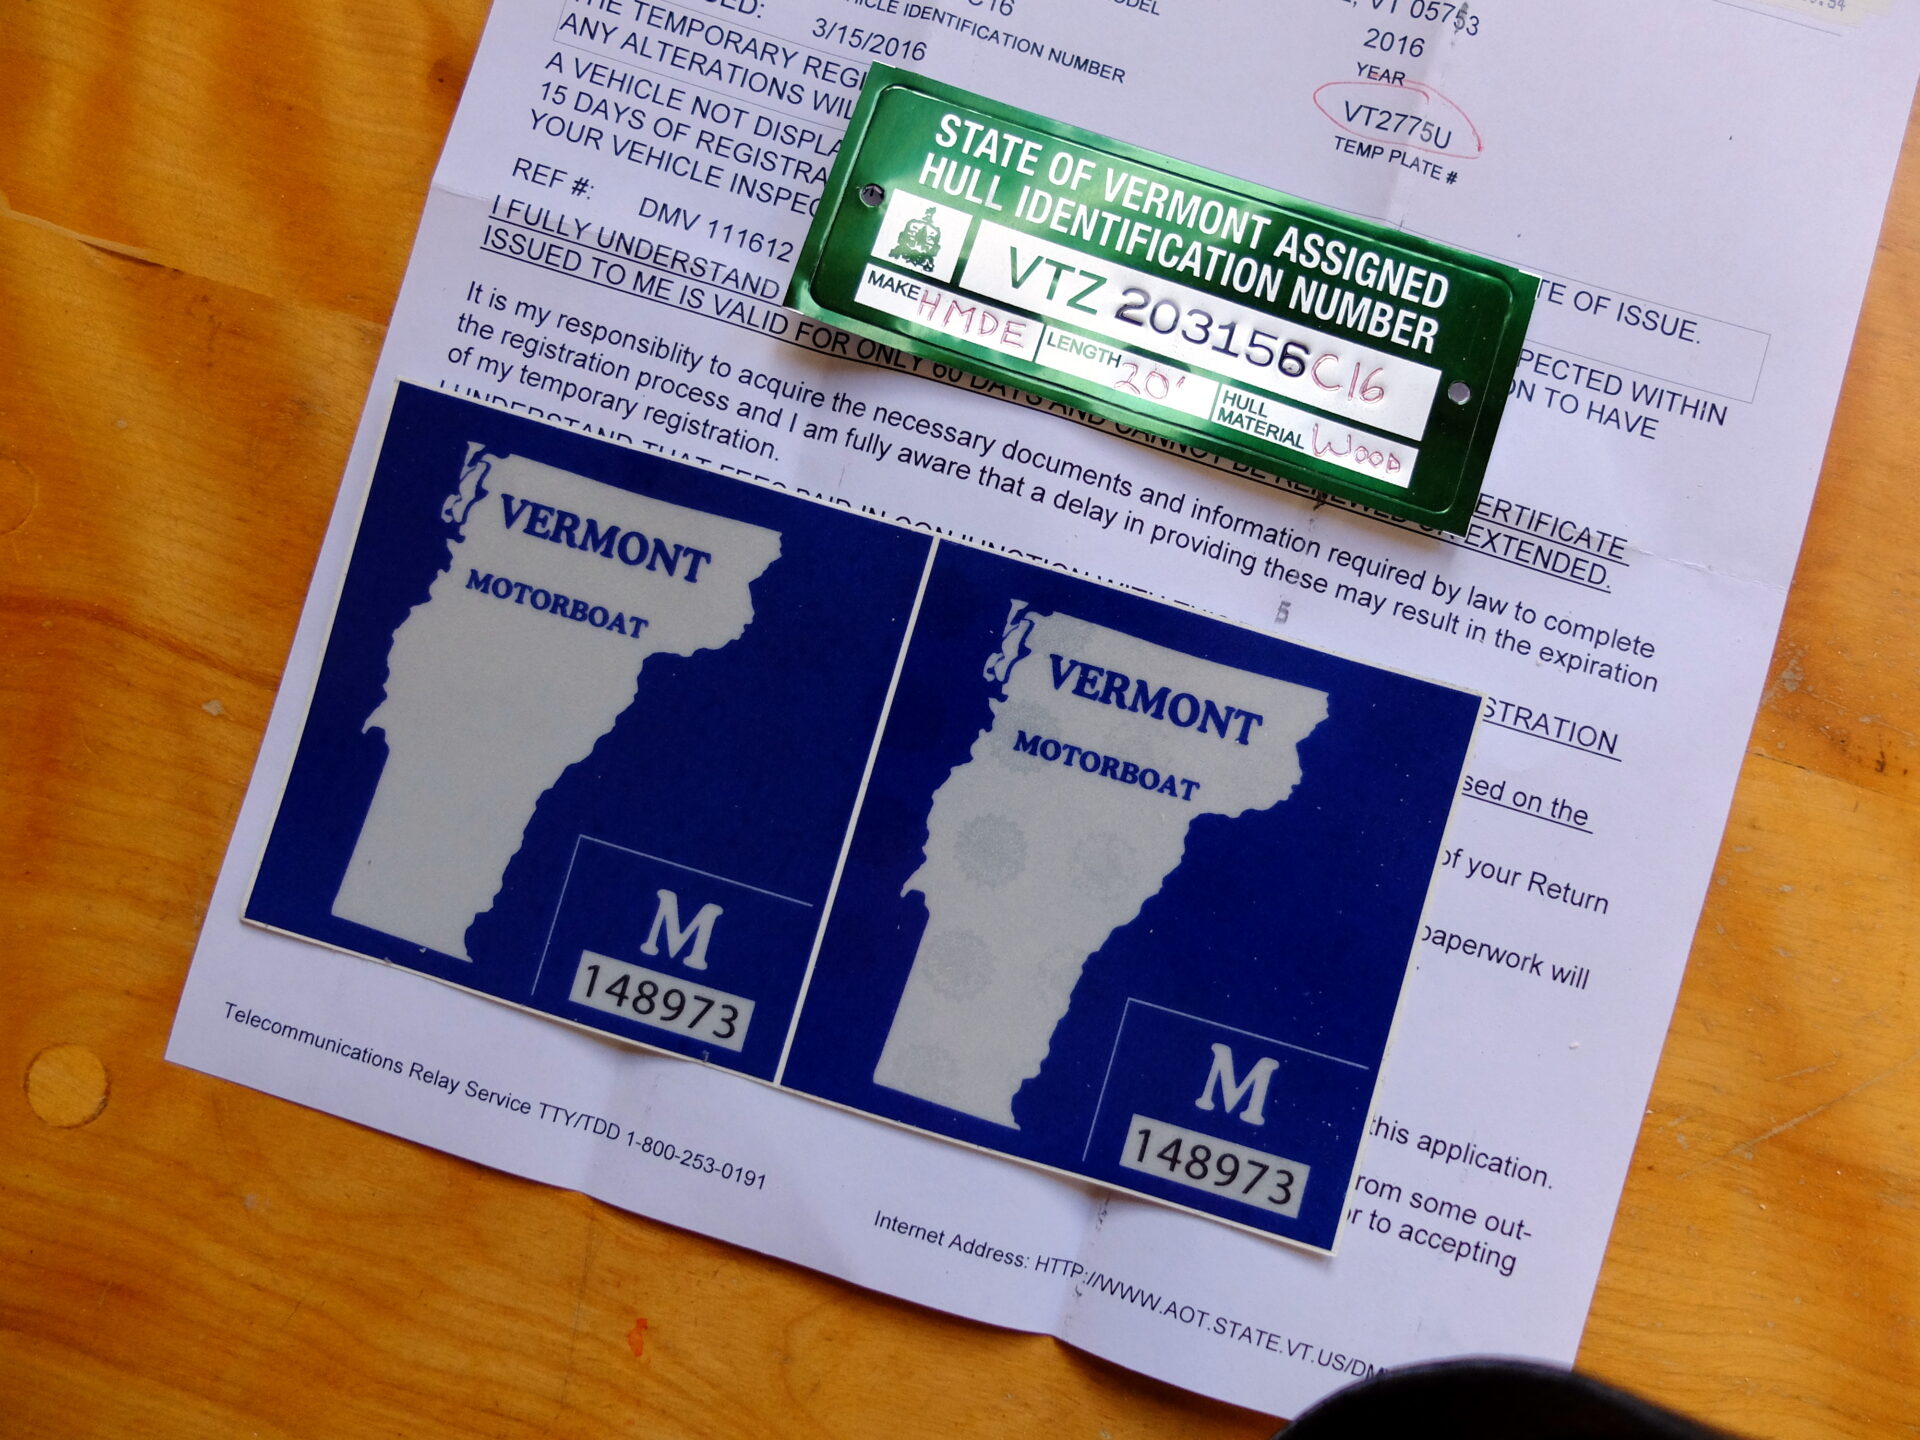 C16
VT 05753
3/15/2016
VEHICLE IDENTIFICATION NUMBER
2016
YEAR
VT2775U
TEMP PLATE #
THE TEMPORARY REGI
ANY ALTERATIONS WIL
TE OF ISSUE.
A VEHICLE NOT DISPLA
PECTED WITHIN
15 DAYS OF REGISTRA
ON TO HAVE
YOUR VEHICLE INSPEC
REF #: DMV 111612
I FULLY UNDERSTAND
ERTIFICATE
ISSUED TO ME IS VALID FOR ONLY 60 DAYS AND CANNOT BE RENEWED OR EXTENDED.
It is my responsiblity to acquire the necessary documents and information required by law to complete
the registration process and I am fully aware that a delay in providing these may result in the expiration
of my temporary registration.
STRATION
sed on the
of your Return
paperwork will
this application.
rom some out-
or to accepting
Telecommunications Relay Service TTY/TDD 1-800-253-0191
Internet Address: HTTP://WWW.AOT.STATE.VT.US/DM
STATE OF VERMONT ASSIGNED
HULL IDENTIFICATION NUMBER
VTZ 203156C16
MAKE HMDE
LENGTH 20'
HULL
MATERIAL WOOD
VERMONT
MOTORBOAT
M
148973
VERMONT
MOTORBOAT
M
148973